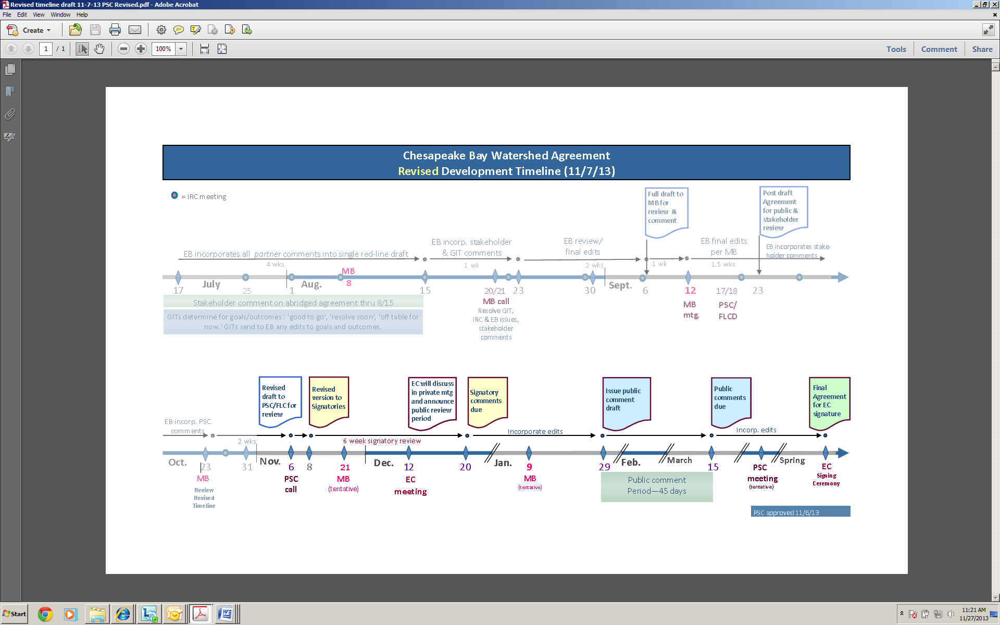 Revised timeline draft 11-7-13 PSC Revised.pdf - Adobe Acrobat
File Edit View Window Help
Create
1 / 1
100%
Tools Comment Share
Chesapeake Bay Watershed Agreement
Revised Development Timeline (11/7/13)
= IRC meeting
Full draft to
MB for
review &
comment
Post draft
Agreement
for public &
stakeholder
review
EB incorporates all partner comments into single red-line draft
4 wks
EB incorp. stakeholder
& GIT comments
1 wk
EB review/
final edits
2 wks
1 wk
EB final edits
per MB
1.5 wks
EB incorporates stake-
holder comments
17
July
25
1
Aug.
MB
8
15
20/21
MB call
Resolve GIT,
IRC & EB issues,
stakeholder
comments
23
30
Sept.
6
12
MB
mtg.
17/18
PSC/
FLCD
23
Stakeholder comment on abridged agreement thru 8/15
GITs determine for goals/outcomes : ‘good to go’, ‘resolve soon’, ‘off table for
now.’ GITs send to EB any edits to goals and outcomes.
Revised
draft to
PSC/FLC for
review
Revised
version to
Signatories
EC will discuss
in private mtg
and announce
public review
period
Signatory
comments
due
Issue public
comment
draft
Public
comments
due
Final
Agreement
for EC
signature
EB incorp. PSC
comments
2 wks
6 week signatory review
Incorporate edits
Incorp. edits
Oct.
23
MB
Review
Revised
Timeline
31
Nov.
6
PSC
call
8
21
MB
(tentative)
Dec.
12
EC
meeting
20
Jan.
9
MB
(tentative)
29
Feb.
March
15
PSC
meeting
(tentative)
Spring
EC
Signing
Ceremony
Public comment
Period—45 days
PSC approved 11/6/13
Start
11:21 AM
11/27/2013